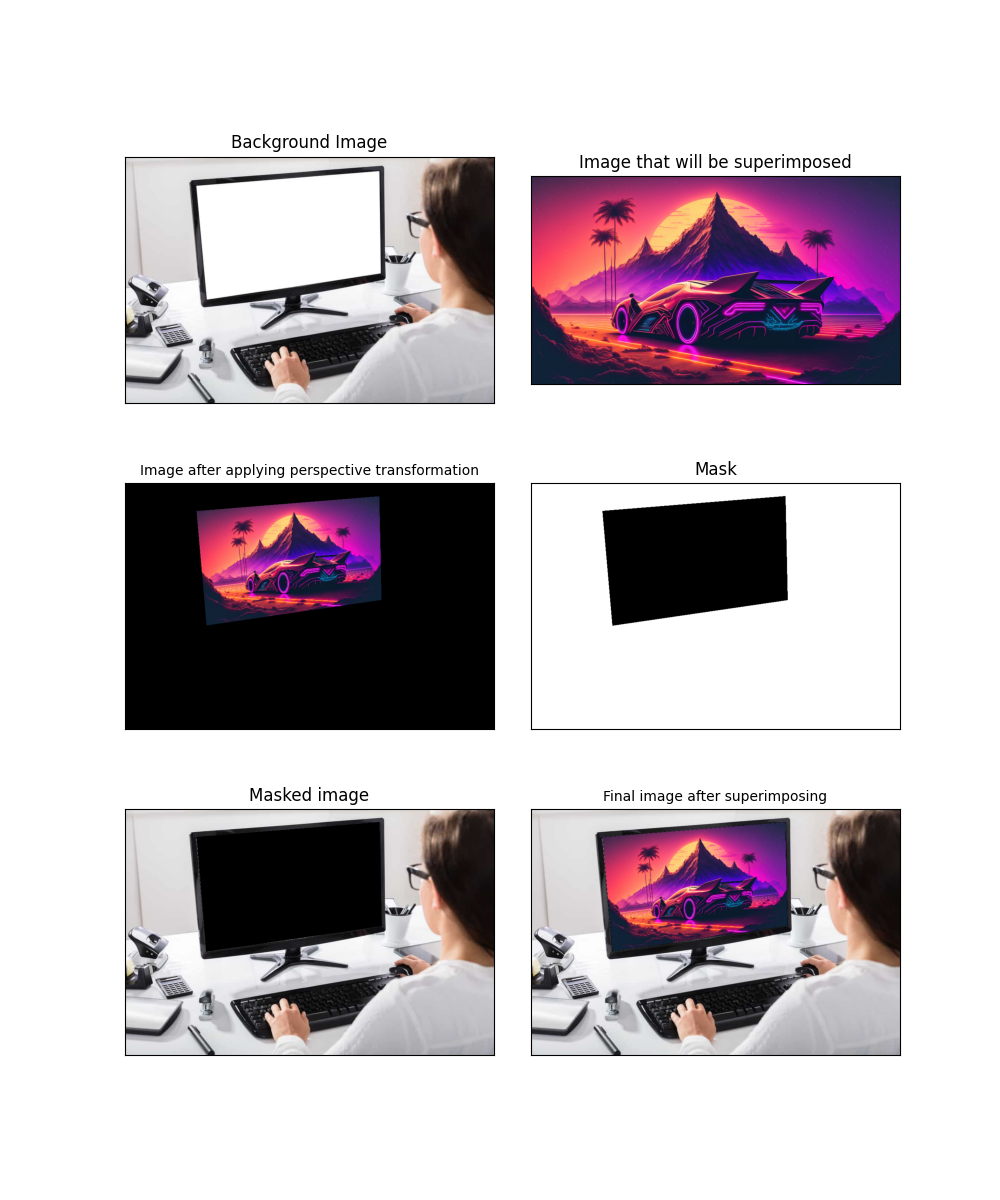 Background Image
Image that will be superimposed
Image after applying perspective transformation
Mask
Masked image
Final image after superimposing